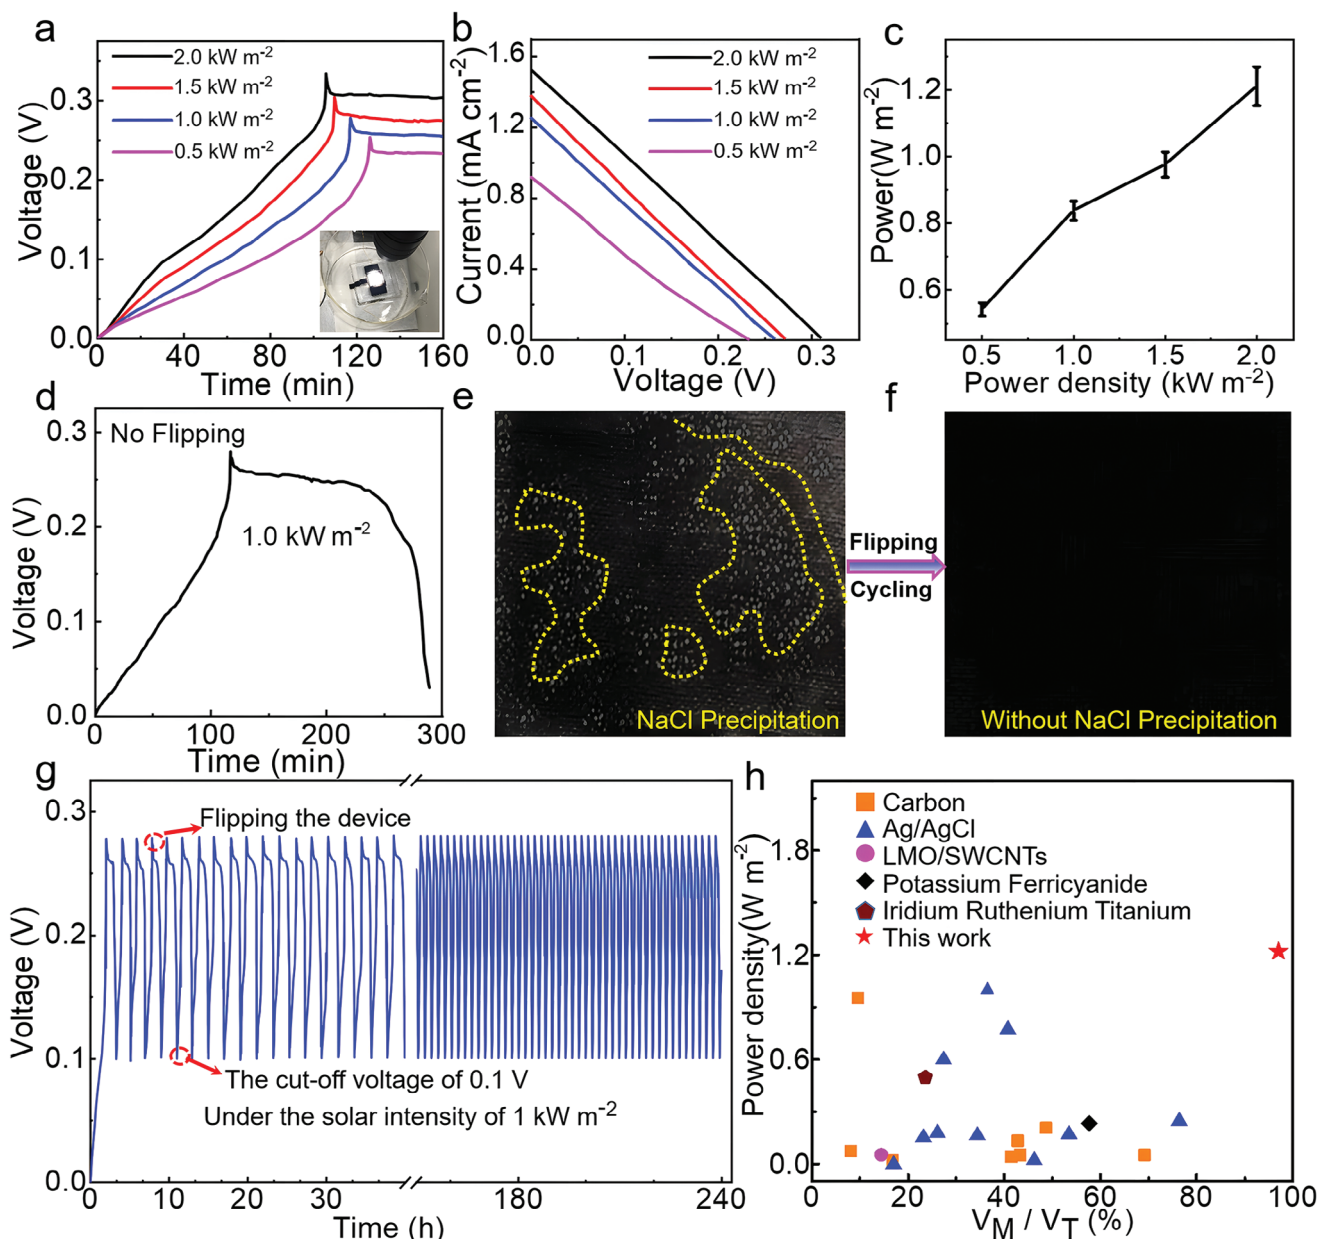 a
2.0 kW m-2
1.5 kW m-2
1.0 kW m-2
0.5 kW m-2
0.3
0.2
0.1
0.0
0
40
80
120
160
Voltage (V)
Time (min)
b
2.0 kW m-2
1.5 kW m-2
1.0 kW m-2
0.5 kW m-2
1.6
1.2
0.8
0.4
0.0
0.0
0.1
0.2
0.3
Current (mA cm-2)
Voltage (V)
c
1.2
1.0
0.8
0.6
0.5
1.0
1.5
2.0
Power(W m-2)
Power density (kW m-2)
d
No Flipping
1.0 kW m-2
0.3
0.2
0.1
0.0
0
100
200
300
Voltage (V)
Time (min)
e
NaCl Precipitation
Flipping
Cycling
f
Without NaCl Precipitation
g
Flipping the device
The cut-off voltage of 0.1 V
Under the solar intensity of 1 kW m-2
0.3
0.2
0.1
0.0
0
10
20
30
180
240
Voltage (V)
Time (h)
h
Carbon
Ag/AgCl
LMO/SWCNTs
Potassium Ferricyanide
Iridium Ruthenium Titanium
This work
1.8
1.2
0.6
0.0
0
20
40
60
80
100
Power density(W m-2)
VM / VT (%)